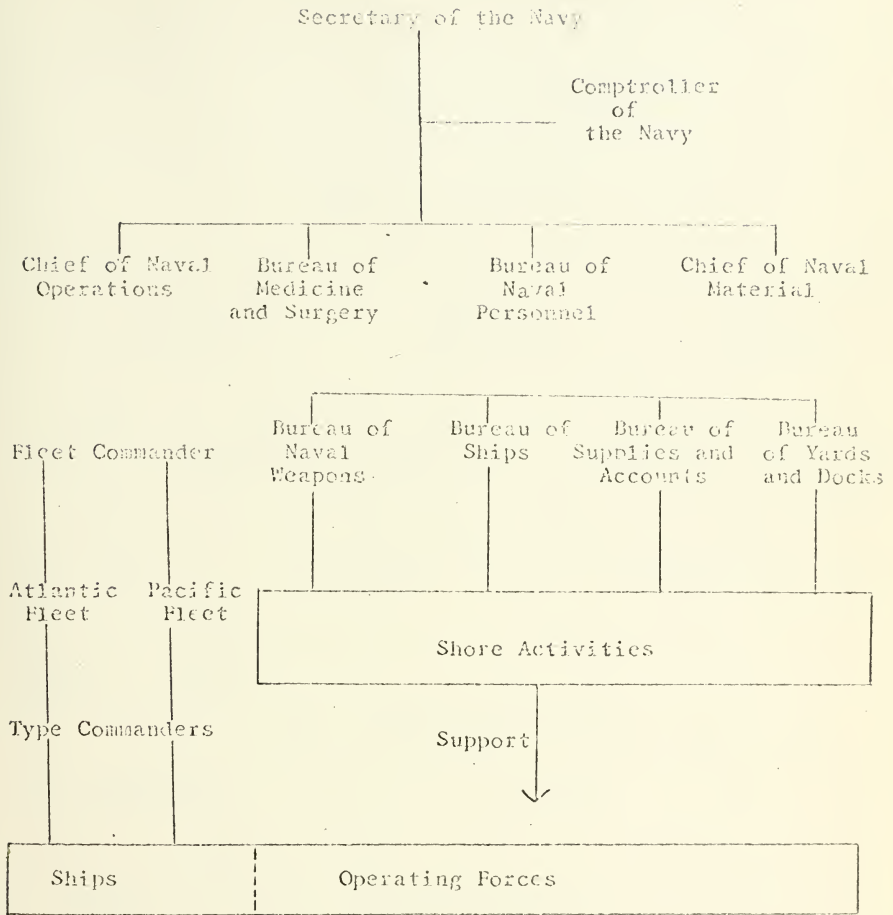 Secretary of the Navy
Comptroller
of
the Navy
Chief of Naval
Operations
Bureau of
Medicine
and Surgery
Bureau of
Naval
Personnel
Chief of Naval
Material
Fleet Commander
Bureau of
Naval
Weapons
Bureau of
Ships
Bureau of
Supplies and
Accounts
Bureau
of Yards
and Docks
Atlantic
Fleet
Pacific
Fleet
Shore Activities
Type Commanders
Support
Ships
Operating Forces